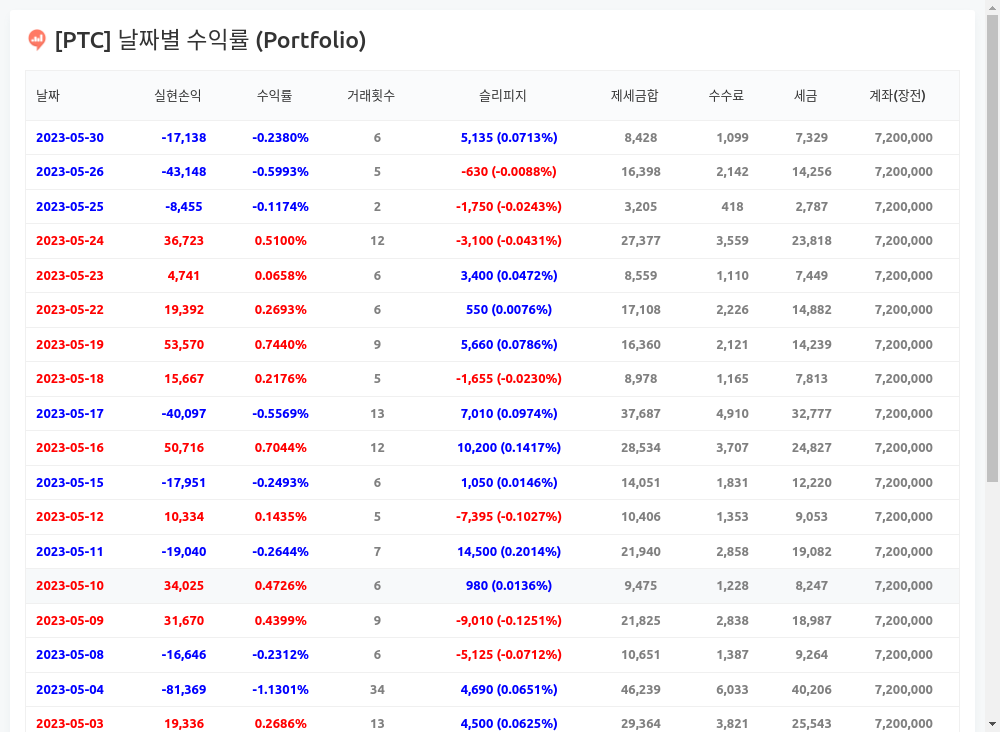 [PTC] 날짜별 수익률 (Portfolio)
날짜 실현손익 수익률 거래횟수 슬리피지 제세금합 수수료 세금 계좌(장전)
2023-05-30 -17,138 -0.2380% 6 5,135 (0.0713%) 8,428 1,099 7,329 7,200,000
2023-05-26 -43,148 -0.5993% 5 -630 (-0.0088%) 16,398 2,142 14,256 7,200,000
2023-05-25 -8,455 -0.1174% 2 -1,750 (-0.0243%) 3,205 418 2,787 7,200,000
2023-05-24 36,723 0.5100% 12 -3,100 (-0.0431%) 27,377 3,559 23,818 7,200,000
2023-05-23 4,741 0.0658% 6 3,400 (0.0472%) 8,559 1,110 7,449 7,200,000
2023-05-22 19,392 0.2693% 6 550 (0.0076%) 17,108 2,226 14,882 7,200,000
2023-05-19 53,570 0.7440% 9 5,660 (0.0786%) 16,360 2,121 14,239 7,200,000
2023-05-18 15,667 0.2176% 5 -1,655 (-0.0230%) 8,978 1,165 7,813 7,200,000
2023-05-17 -40,097 -0.5569% 13 7,010 (0.0974%) 37,687 4,910 32,777 7,200,000
2023-05-16 50,716 0.7044% 12 10,200 (0.1417%) 28,534 3,707 24,827 7,200,000
2023-05-15 -17,951 -0.2493% 6 1,050 (0.0146%) 14,051 1,831 12,220 7,200,000
2023-05-12 10,334 0.1435% 5 -7,395 (-0.1027%) 10,406 1,353 9,053 7,200,000
2023-05-11 -19,040 -0.2644% 7 14,500 (0.2014%) 21,940 2,858 19,082 7,200,000
2023-05-10 34,025 0.4726% 6 980 (0.0136%) 9,475 1,228 8,247 7,200,000
2023-05-09 31,670 0.4399% 9 -9,010 (-0.1251%) 21,825 2,838 18,987 7,200,000
2023-05-08 -16,646 -0.2312% 6 -5,125 (-0.0712%) 10,651 1,387 9,264 7,200,000
2023-05-04 -81,369 -1.1301% 34 4,690 (0.0651%) 46,239 6,033 40,206 7,200,000
2023-05-03 19,336 0.2686% 13 4,500 (0.0625%) 29,364 3,821 25,543 7,200,000